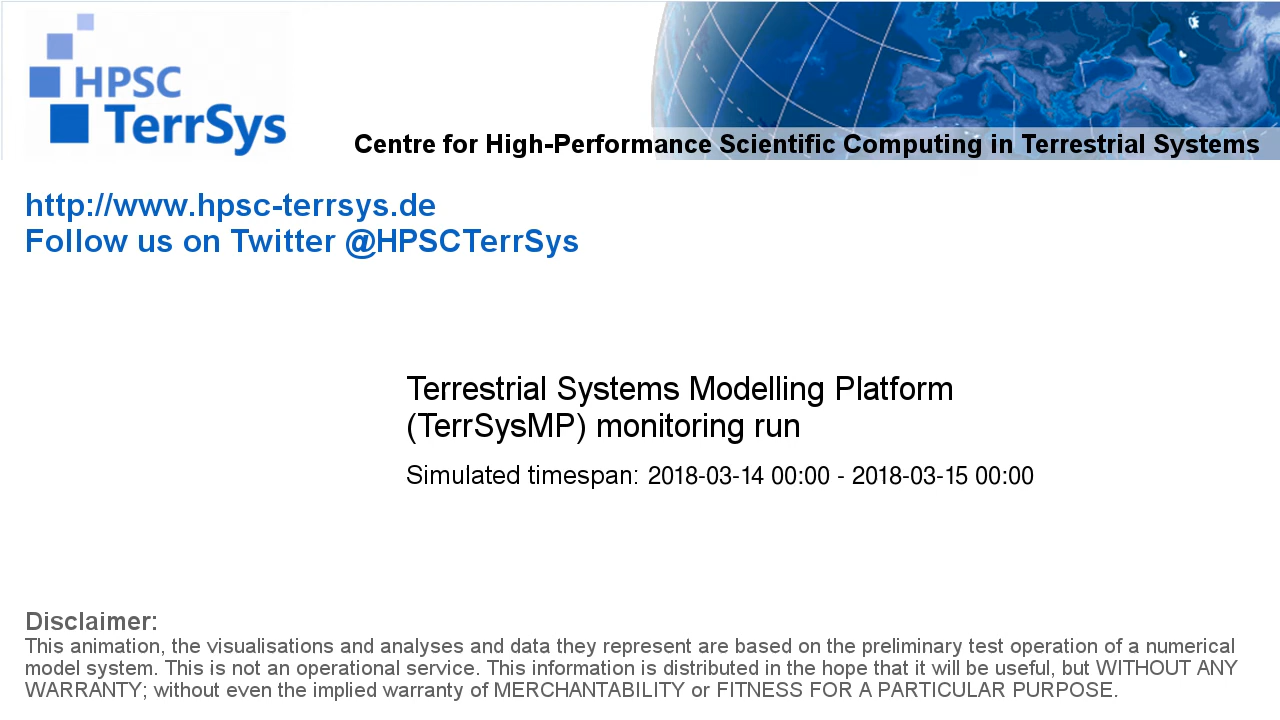 HPSC
TerrSys
Centre for High-Performance Scientific Computing in Terrestrial Systems
http://www.hpsc-terrsys.de
Follow us on Twitter @HPSCTerrSys
Terrestrial Systems Modelling Platform
(TerrSysMP) monitoring run
Simulated timespan: 2018-03-14 00:00 - 2018-03-15 00:00
Disclaimer:
This animation, the visualisations and analyses and data they represent are based on the preliminary test operation of a numerical
model system. This is not an operational service. This information is distributed in the hope that it will be useful, but WITHOUT ANY
WARRANTY; without even the implied warranty of MERCHANTABILITY or FITNESS FOR A PARTICULAR PURPOSE.